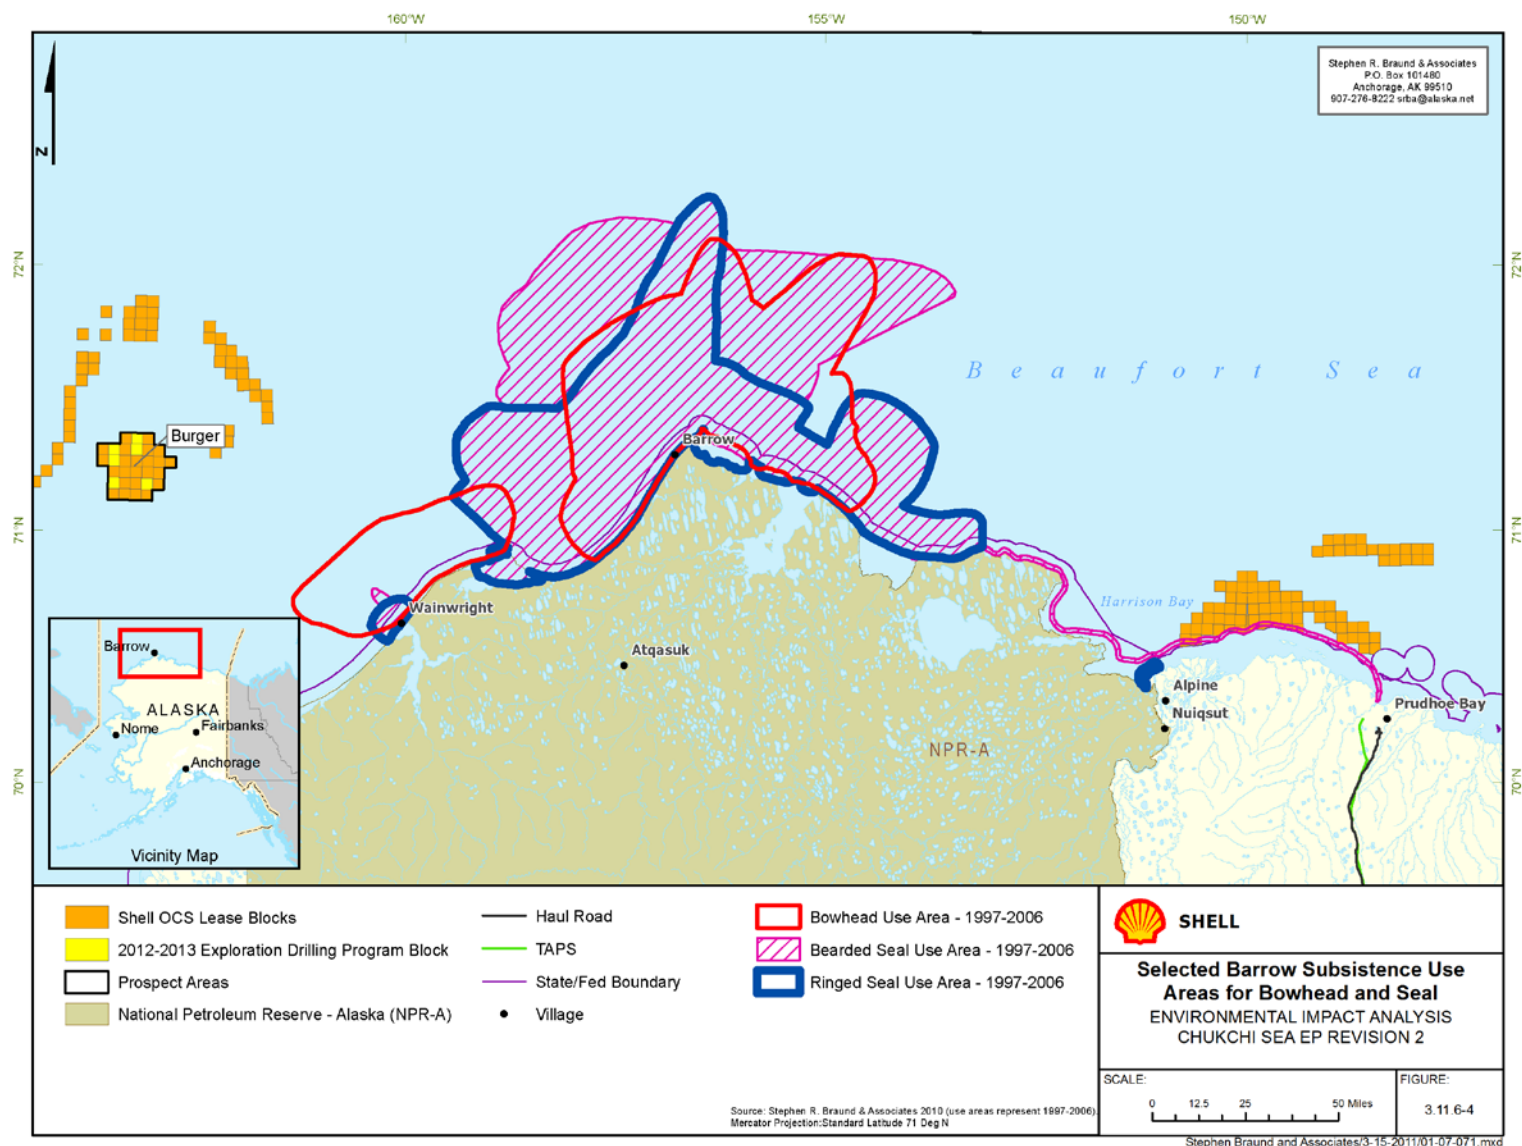 160°W
155°W
150°W
Stephen R. Braund & Associates
P.O. Box 101480
Anchorage, AK 99510
907-276-8222 srba@alaska.net
N
72°N
72°N
Beaufort Sea
Burger
Barrow
71°N
71°N
Harrison Bay
Wainwright
Atqasuk
Alpine
Nuiqsut
Prudhoe Bay
NPR-A
70°N
70°N
Barrow
ALASKA
Nome
Fairbanks
Anchorage
Vicinity Map
Shell OCS Lease Blocks
2012-2013 Exploration Drilling Program Block
Prospect Areas
National Petroleum Reserve - Alaska (NPR-A)
Haul Road
TAPS
State/Fed Boundary
Village
Bowhead Use Area - 1997-2006
Bearded Seal Use Area - 1997-2006
Ringed Seal Use Area - 1997-2006
Source: Stephen R. Braund & Associates 2010 (use areas represent 1997-2006).
Mercator Projection:Standard Latitude 71 Deg N
SHELL
Selected Barrow Subsistence Use
Areas for Bowhead and Seal
ENVIRONMENTAL IMPACT ANALYSIS
CHUKCHI SEA EP REVISION 2
SCALE:
0 12.5 25 50 Miles
FIGURE:
3.11.6-4
Stephen Braund and Associates/3-15-2011/01-07-071.mxd